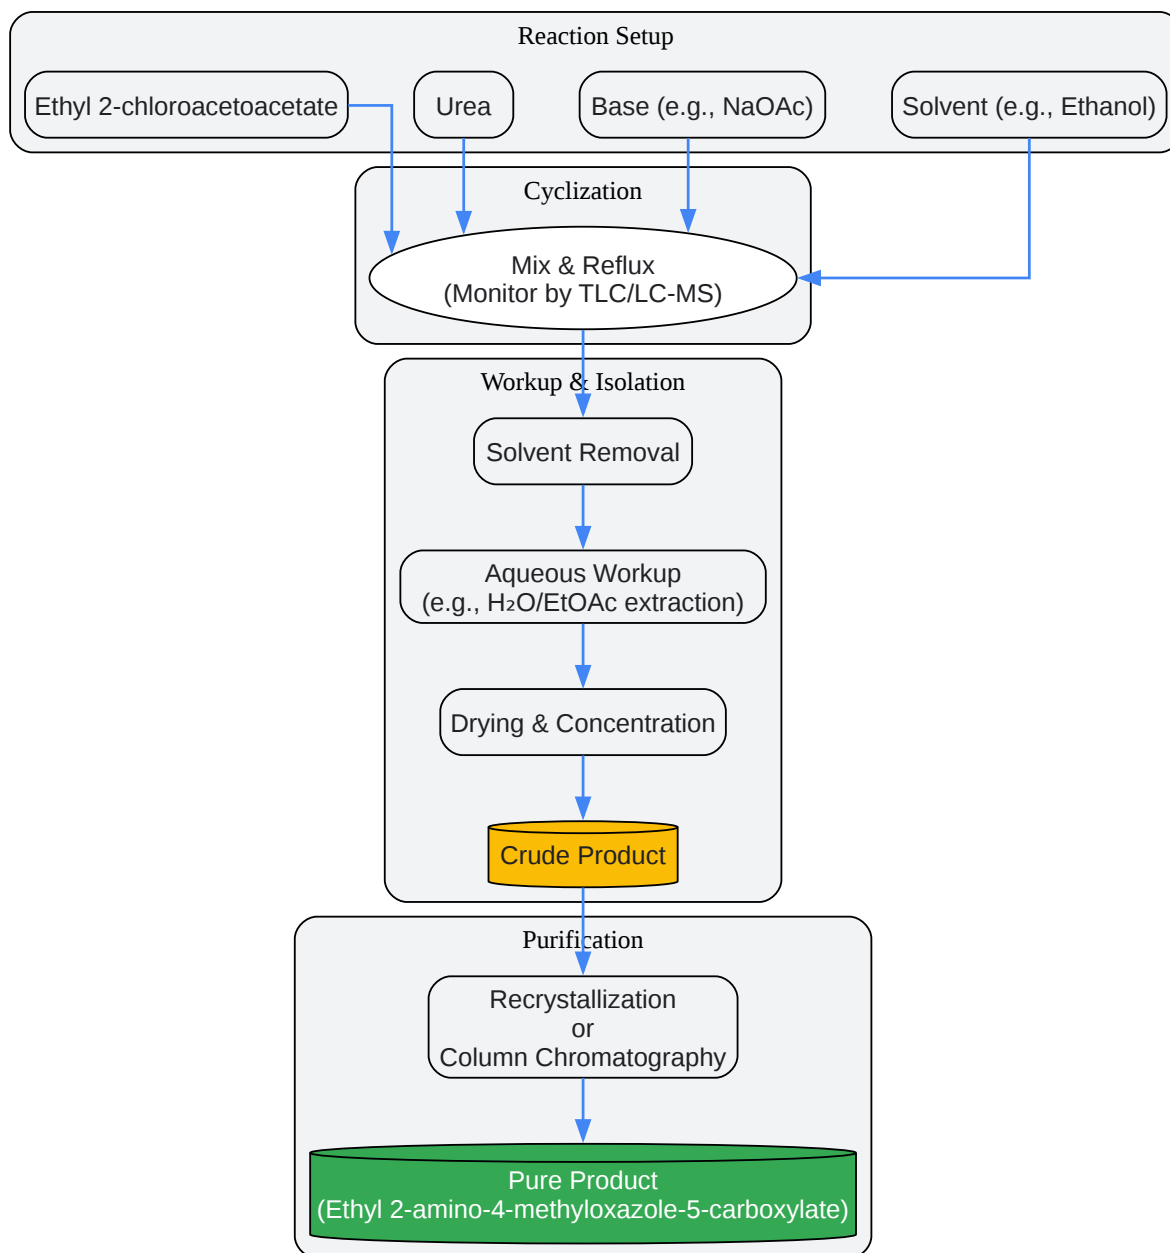 Reaction Setup
Ethyl 2-chloroacetoacetate
Urea
Base (e.g., NaOAc)
Solvent (e.g., Ethanol)
Cyclization
Mix & Reflux
(Monitor by TLC/LC-MS)
Workup & Isolation
Solvent Removal
Aqueous Workup
(e.g., H₂O/EtOAc extraction)
Drying & Concentration
Crude Product
Purification
Recrystallization
or
Column Chromatography
Pure Product
(Ethyl 2-amino-4-methyloxazole-5-carboxylate)